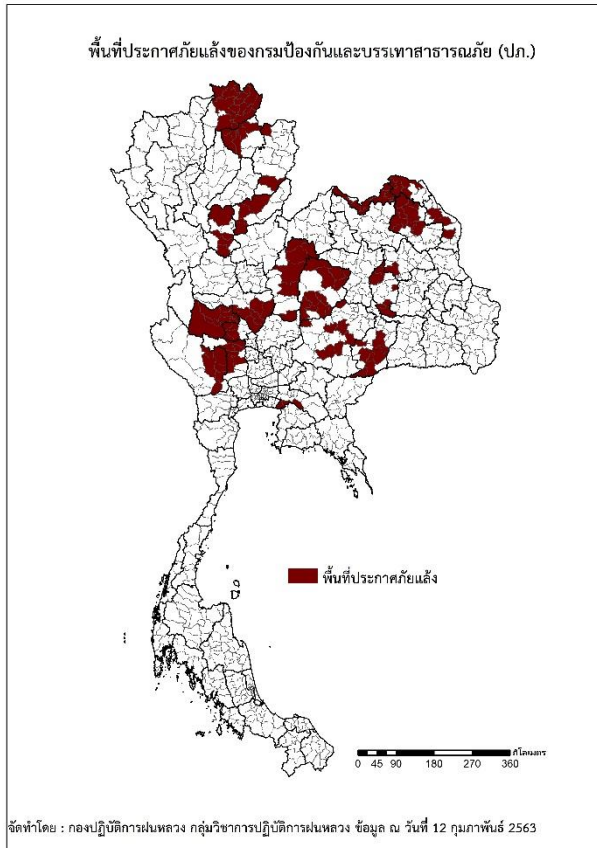 พื้นที่ประกาศภัยแล้งของกรมป้องกันและบรรเทาสาธารณภัย (ปภ.)
พื้นที่ประกาศภัยแล้ง
กิโลเมตร
0 45 90 180 270 360
จัดทำโดย : กองปฏิบัติการฝนหลวง กลุ่มวิชาการปฏิบัติการฝนหลวง ข้อมูล ณ วันที่ 12 กุมภาพันธ์ 2563